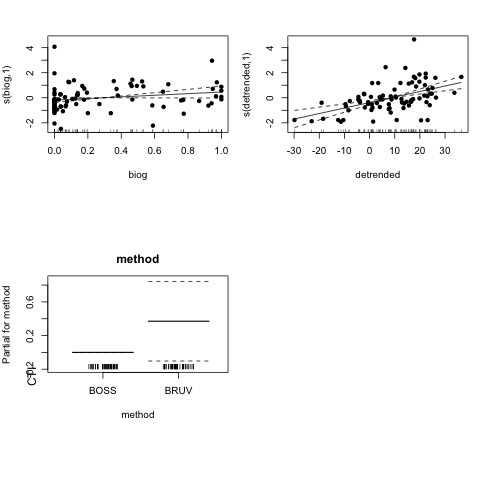 s(biog,1)
4
2
0
-2
0.0 0.2 0.4 0.6 0.8 1.0
biog
s(detrended,1)
4
2
0
-2
-30 -20 -10 0 10 20 30
detrended
method
Partial for method
0.6
0.2
-0.2
BOSS BRUV
method